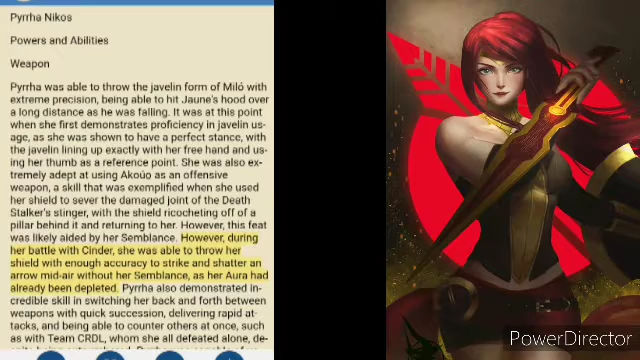 Pyrrha Nikos
Powers and Abilities
Weapon
Pyrrha was able to throw the javelin form of Miló with
extreme precision, being able to hit Jaune's hood over
a long distance as he was falling. It was at this point
when she first demonstrates proficiency in javelin us-
age, as she was shown to have a perfect stance, with
the javelin lining up exactly with her free hand and us-
ing her thumb as a reference point. She was also ex-
tremely adept at using Akoúo as an offensive
weapon, a skill that was exemplified when she used
her shield to sever the damaged joint of the Death
Stalker's stinger, with the shield ricocheting off of a
pillar behind it and returning to her. However, this feat
was likely aided by her Semblance. However, during
her battle with Cinder, she was able to throw her
shield with enough accuracy to strike and shatter an
arrow mid-air without her Semblance, as her Aura had
already been depleted. Pyrrha also demonstrated in-
credible skill in switching her back and forth between
weapons with quick succession, delivering rapid at-
tacks, and being able to counter others at once, such
as with Team CRDL, whom she all defeated alone, de-
PowerDirector